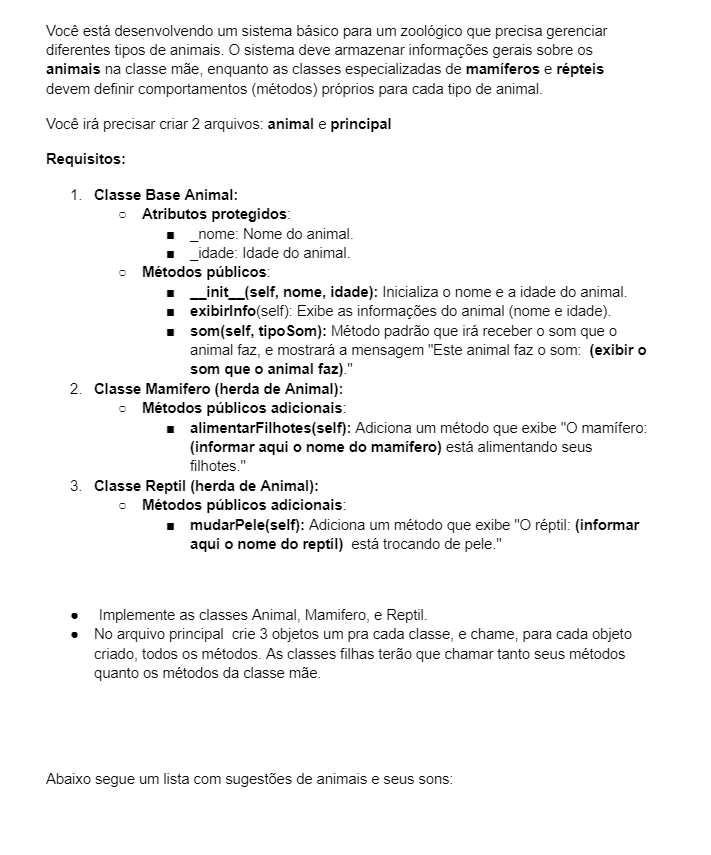 Você está desenvolvendo um sistema básico para um zoológico que precisa gerenciar
diferentes tipos de animais. O sistema deve armazenar informações gerais sobre os
animais na classe mãe, enquanto as classes especializadas de mamíferos e répteis
devem definir comportamentos (métodos) próprios para cada tipo de animal.
Você irá precisar criar 2 arquivos: animal e principal
Requisitos:
1. Classe Base Animal:
○ Atributos protegidos:
■ _nome: Nome do animal.
■ _idade: Idade do animal.
○ Métodos públicos:
■ __init__(self, nome, idade): Inicializa o nome e a idade do animal.
■ exibirInfo(self): Exibe as informações do animal (nome e idade).
■ som(self, tipoSom): Método padrão que irá receber o som que o
animal faz, e mostrará a mensagem "Este animal faz o som: (exibir o
som que o animal faz)."
2. Classe Mamifero (herda de Animal):
○ Métodos públicos adicionais:
■ alimentarFilhotes(self): Adiciona um método que exibe "O mamífero:
(informar aqui o nome do mamífero) está alimentando seus
filhotes."
3. Classe Reptil (herda de Animal):
○ Métodos públicos adicionais:
■ mudarPele(self): Adiciona um método que exibe "O réptil: (informar
aqui o nome do reptíl) está trocando de pele."
● Implemente as classes Animal, Mamifero, e Reptil.
● No arquivo principal crie 3 objetos um pra cada classe, e chame, para cada objeto
criado, todos os métodos. As classes filhas terão que chamar tanto seus métodos
quanto os métodos da classe mãe.
Abaixo segue um lista com sugestões de animais e seus sons: